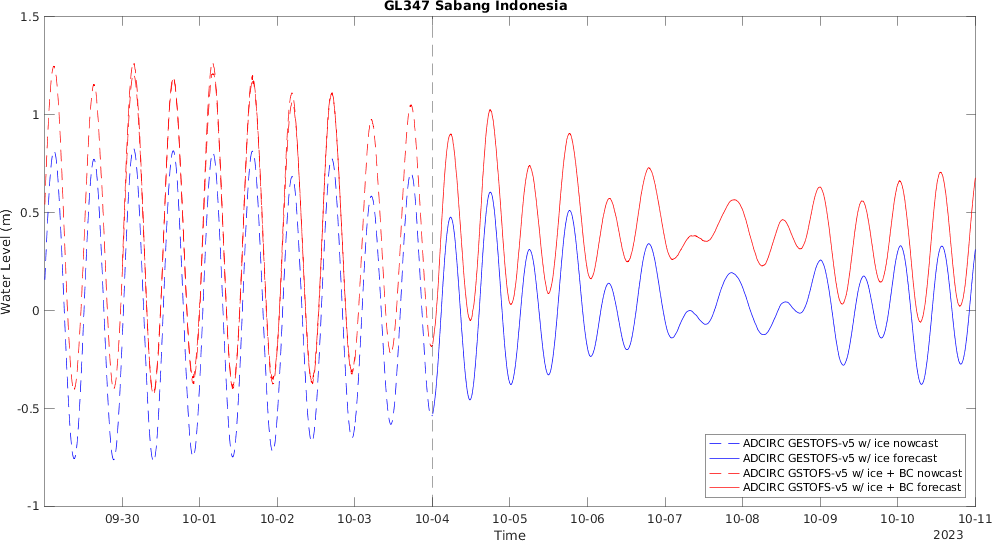 GL347 Sabang Indonesia
1.5
1
0.5
0
-0.5
-1
Water Level (m)
ADCIRC GESTOFS-v5 w/ ice nowcast
ADCIRC GESTOFS-v5 w/ ice forecast
ADCIRC GSTOFS-v5 w/ ice + BC nowcast
ADCIRC GSTOFS-v5 w/ ice + BC forecast
09-30 10-01 10-02 10-03 10-04 10-05 10-06 10-07 10-08 10-09 10-10 10-11
Time
2023